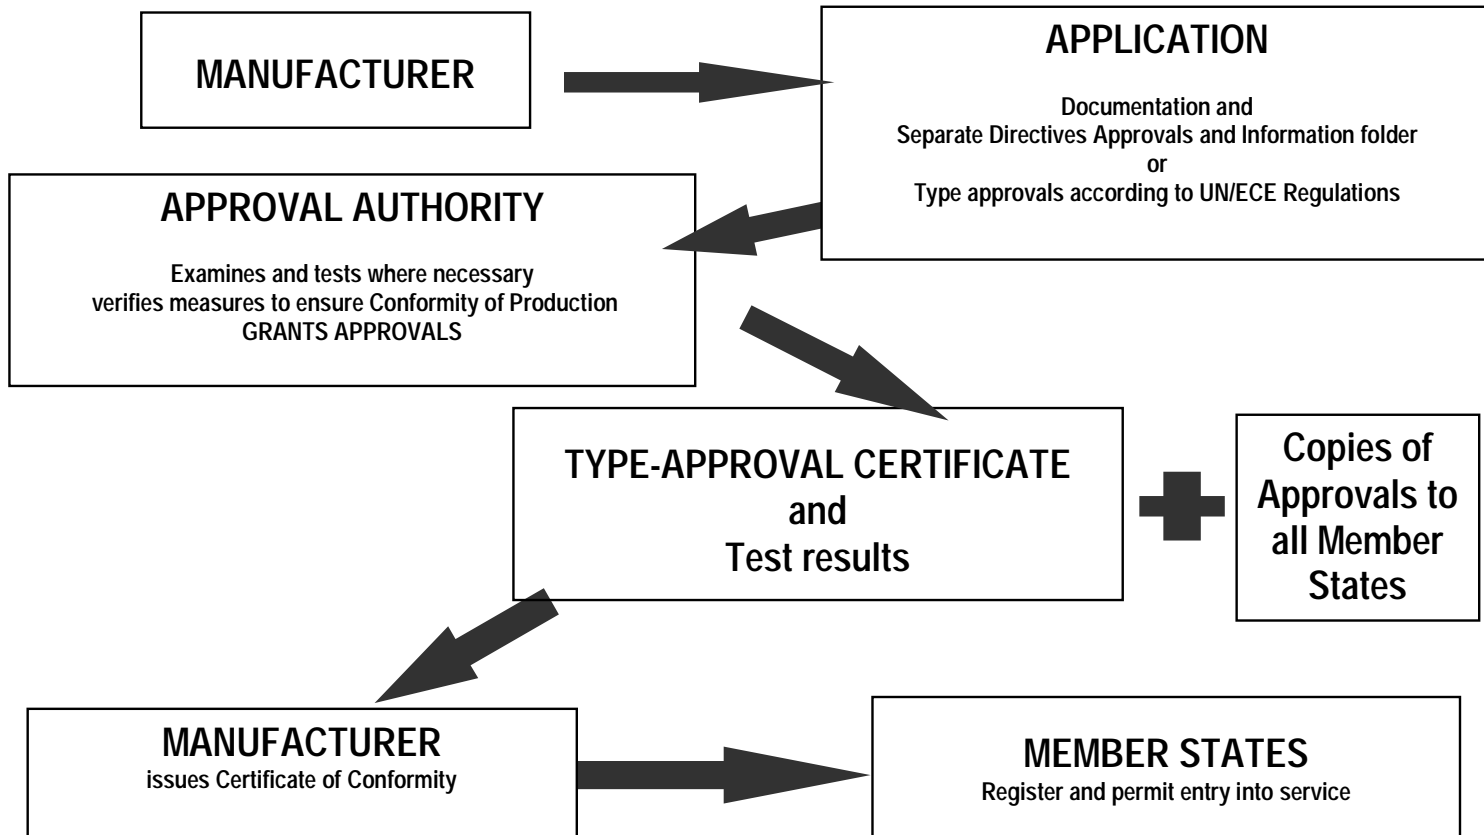 MANUFACTURER
APPLICATION
Documentation and
Separate Directives Approvals and Information folder
or
Type approvals according to UN/ECE Regulations
APPROVAL AUTHORITY
Examines and tests where necessary
verifies measures to ensure Conformity of Production
GRANTS APPROVALS
TYPE-APPROVAL CERTIFICATE
and
Test results
Copies of
Approvals to
all Member
States
MANUFACTURER
issues Certificate of Conformity
MEMBER STATES
Register and permit entry into service